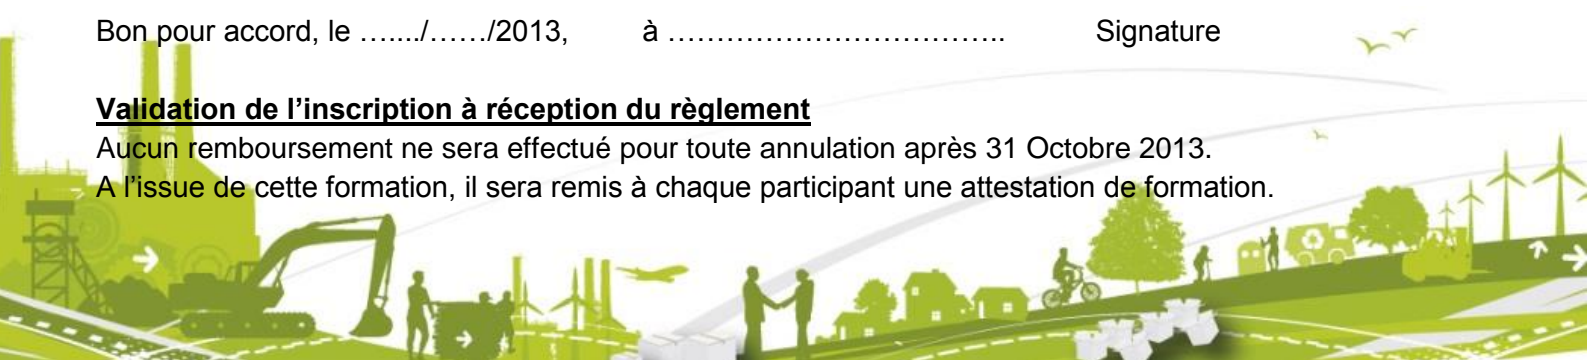 Bon pour accord, le …..../……/2013, à …………………………….. Signature
Validation de l’inscription à réception du règlement
Aucun remboursement ne sera effectué pour toute annulation après 31 Octobre 2013.
A l’issue de cette formation, il sera remis à chaque participant une attestation de formation.